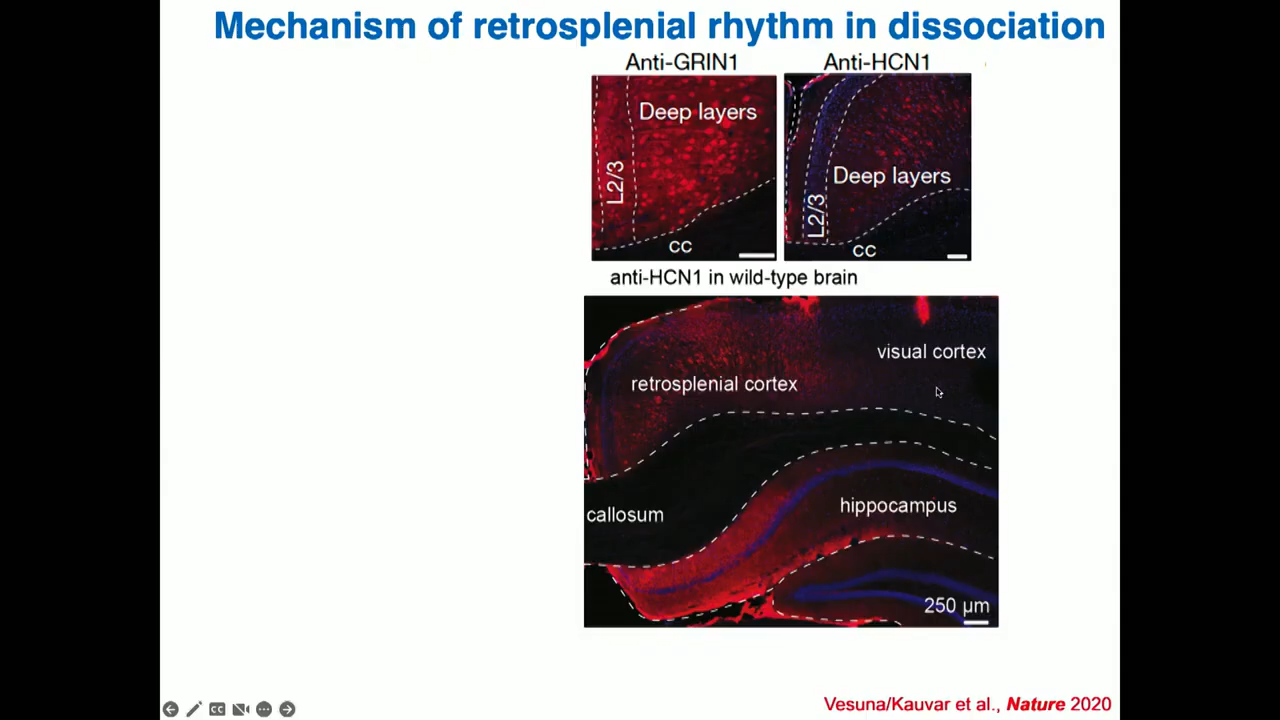 Mechanism of retrosplenial rhythm in dissociation
Anti-GRIN1
Anti-HCN1
Deep layers
L2/3
cc
Deep layers
L2/3
cc
anti-HCN1 in wild-type brain
visual cortex
retrosplenial cortex
callosum
hippocampus
250 µm
CC
Vesuna/Kauvar et al., Nature 2020